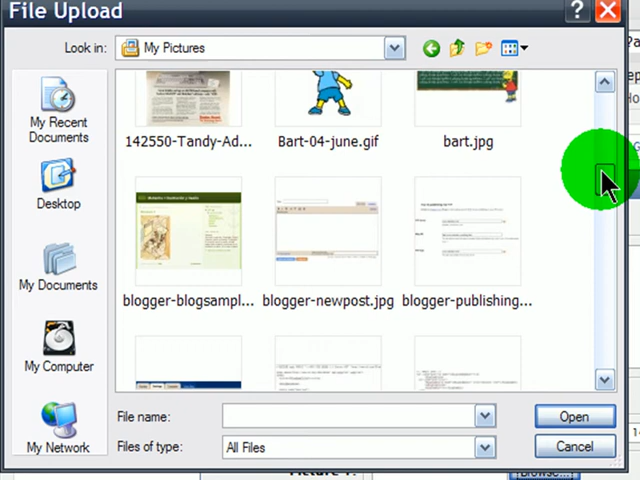 File Upload
Look in:
My Pictures
My Recent
Documents
Desktop
My Documents
My Computer
My Network
142550-Tandy-Ad...
Bart-04-june.gif
bart.jpg
blogger-blogsampl...
blogger-newpost.jpg
blogger-publishing...
File name:
Open
Files of type:
All Files
Cancel
Browse...